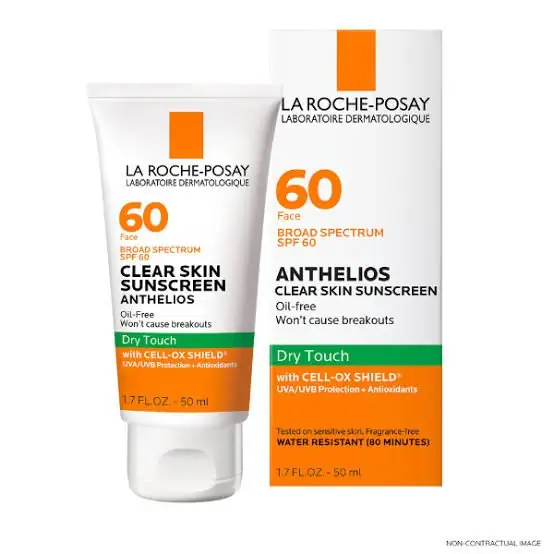 LA ROCHE-POSAY
LABORATOIRE DERMATOLOGIQUE
60
Face
BROAD SPECTRUM
SPF 60
CLEAR SKIN
SUNSCREEN
ANTHELIOS
Oil-Free
Won't cause breakouts
Dry Touch
with CELL-OX SHIELD®
UVA/UVB Protection + Antioxidants
1.7 FL.OZ. - 50 ml
LA ROCHE-POSAY
LABORATOIRE DERMATOLOGIQUE
60
Face
BROAD SPECTRUM
SPF 60
ANTHELIOS
CLEAR SKIN SUNSCREEN
Oil-free
Won't cause breakouts
Dry Touch
with CELL-OX SHIELD®
UVA/UVB Protection + Antioxidants
Tested on sensitive skin. Fragrance-free
WATER RESISTANT (80 MINUTES)
1.7 FL.OZ. - 50 ml
NON-CONTRACTUAL IMAGE